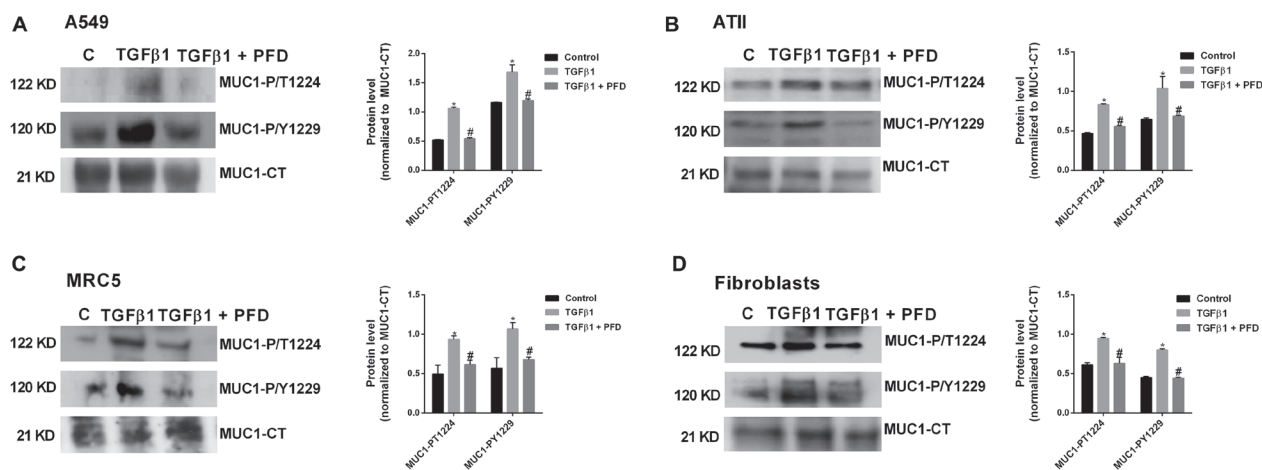 A A549
C TGFβ1 TGFβ1 + PFD
122 KD MUC1-P/T1224
120 KD MUC1-P/Y1229
21 KD MUC1-CT
Protein level
(normalized to MUC1-CT)
2.0
1.5
1.0
0.5
0.0
* # * #
MUC1-PT1224
MUC1-PY1229
Control
TGFβ1
TGFβ1 + PFD
B ATII
C TGFβ1 TGFβ1 + PFD
122 KD MUC1-P/T1224
120 KD MUC1-P/Y1229
21 KD MUC1-CT
Protein level
(normalized to MUC1-CT)
1.5
1.0
0.5
0.0
* # * #
MUC1-PT1224
MUC1-PY1229
Control
TGFβ1
TGFβ1 + PFD
C MRC5
C TGFβ1 TGFβ1 + PFD
122 KD MUC1-P/T1224
120 KD MUC1-P/Y1229
21 KD MUC1-CT
Protein level
(normalized to MUC1-CT)
1.5
1.0
0.5
0.0
* # * #
MUC1-PT1224
MUC1-PY1229
Control
TGFβ1
TGFβ1 + PFD
D Fibroblasts
C TGFβ1 TGFβ1 + PFD
122 KD MUC1-P/T1224
120 KD MUC1-P/Y1229
21 KD MUC1-CT
Protein level
(normalized to MUC1-CT)
1.5
1.0
0.5
0.0
* # * #
MUC1-PT1224
MUC1-PY1229
Control
TGFβ1
TGFβ1 + PFD